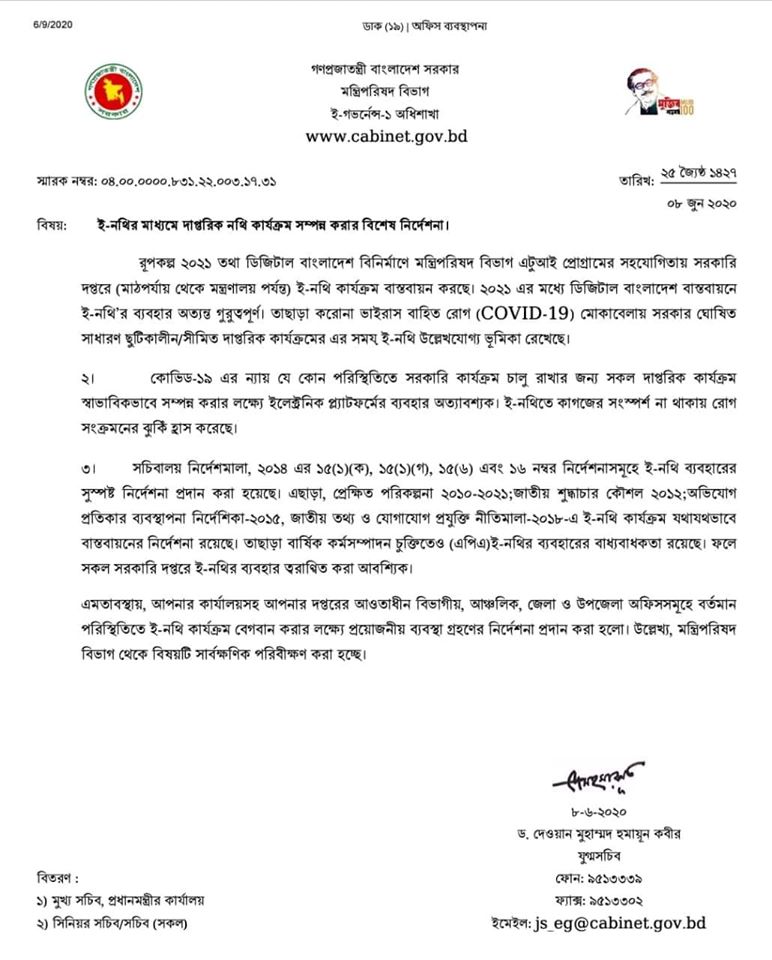 6/9/2020
ডাক (১৯) | অফিস ব্যবস্থাপনা
গণপ্রজাতন্ত্রী বাংলাদেশ সরকার
মন্ত্রিপরিষদ বিভাগ
ই-গভর্নেন্স-১ অধিশাখা
www.cabinet.gov.bd
স্মারক নম্বর: ০৪.০০.০০০০.৮৩১.২২.০০৩.১৭.৩১
তারিখ: ২৫ জ্যৈষ্ঠ ১৪২৭
০৮ জুন ২০২০
বিষয়: ই-নথির মাধ্যমে দাপ্তরিক নথি কার্যক্রম সম্পন্ন করার বিশেষ নির্দেশনা।
রূপকল্প ২০২১ তথা ডিজিটাল বাংলাদেশ বিনির্মাণে মন্ত্রিপরিষদ বিভাগ এটুআই প্রোগ্রামের সহযোগিতায় সরকারি
দপ্তরে (মাঠপর্যায় থেকে মন্ত্রণালয় পর্যন্ত) ই-নথি কার্যক্রম বাস্তবায়ন করছে। ২০২১ এর মধ্যে ডিজিটাল বাংলাদেশ বাস্তবায়নে
ই-নথি’র ব্যবহার অত্যন্ত গুরুত্বপূর্ণ। তাছাড়া করোনা ভাইরাস বাহিত রোগ (COVID-19) মোকাবেলায় সরকার ঘোষিত
সাধারণ ছুটিকালীন/সীমিত দাপ্তরিক কার্যক্রমের এর সময় ই-নথি উল্লেখযোগ্য ভূমিকা রেখেছে।
২। কোভিড-১৯ এর ন্যায় যে কোন পরিস্থিতিতে সরকারি কার্যক্রম চালু রাখার জন্য সকল দাপ্তরিক কার্যক্রম
স্বাভাবিকভাবে সম্পন্ন করার লক্ষ্যে ইলেক্ট্রনিক প্ল্যাটফর্মের ব্যবহার অত্যাবশ্যক। ই-নথিতে কাগজের সংস্পর্শ না থাকায় রোগ
সংক্রমনের ঝুর্কি হ্রাস করেছে।
৩। সচিবালয় নির্দেশমালা, ২০১৪ এর ১৫(১)(ক), ১৫(১)(গ), ১৫(৬) এবং ১৬ নম্বর নির্দেশনাসমূহে ই-নথি ব্যবহারের
সুস্পষ্ট নির্দেশনা প্রদান করা হয়েছে। এছাড়া, প্রেক্ষিত পরিকল্পনা ২০১০-২০২১;জাতীয় শুদ্ধাচার কৌশল ২০১২;অভিযোগ
প্রতিকার ব্যবস্থাপনা নির্দেশিকা-২০১৫, জাতীয় তথ্য ও যোগাযোগ প্রযুক্তি নীতিমালা-২০১৮-এ ই-নথি কার্যক্রম যথাযথভাবে
বাস্তবায়নের নির্দেশনা রয়েছে। তাছাড়া বার্ষিক কর্মসম্পাদন চুক্তিতেও (এপিএ)ই-নথির ব্যবহারের বাধ্যবাধকতা রয়েছে। ফলে
সকল সরকারি দপ্তরে ই-নথির ব্যবহার ত্বরান্বিত করা আবশ্যিক।
এমতাবস্থায়, আপনার কার্যালয়সহ আপনার দপ্তরের আওতাধীন বিভাগীয়, আঞ্চলিক, জেলা ও উপজেলা অফিসসমূহে বর্তমান
পরিস্থিতিতে ই-নথি কার্যক্রম বেগবান করার লক্ষ্যে প্রয়োজনীয় ব্যবস্থা গ্রহণের নির্দেশনা প্রদান করা হলো। উল্লেখ্য, মন্ত্রিপরিষদ
বিভাগ থেকে বিষয়টি সার্বক্ষণিক পরিবীক্ষণ করা হচ্ছে।
৮-৬-২০২০
ড. দেওয়ান মুহাম্মদ হুমায়ূন কবীর
যুগ্মসচিব
ফোন: ৯৫১৩৩৩৯
ফ্যাক্স: ৯৫১৩৩০২
ইমেইল: js_eg@cabinet.gov.bd
বিতরণ :
১) মুখ্য সচিব, প্রধানমন্ত্রীর কার্যালয়
২) সিনিয়র সচিব/সচিব (সকল)